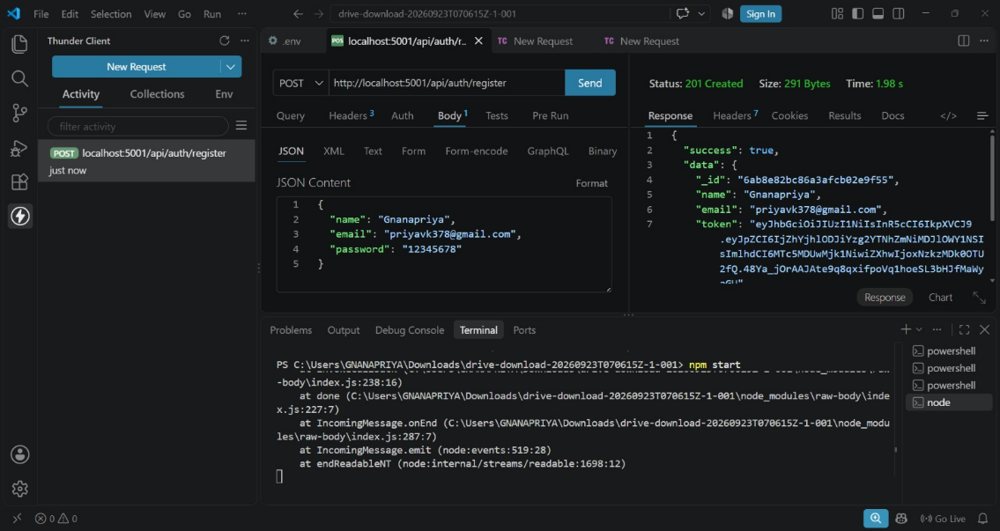 File Edit Selection View Go Run ···
drive-download-20260923T070615Z-1-001
Sign In
Thunder Client
New Request
Activity Collections Env
filter activity
POST localhost:5001/api/auth/register
just now
.env
POS localhost:5001/api/auth/r..
TC New Request
TC New Request
POST http://localhost:5001/api/auth/register Send
Query Headers 3 Auth Body 1 Tests Pre Run
JSON XML Text Form Form-encode GraphQL Binary
JSON Content Format
1 {
2 "name": "Gnanapriya",
3 "email": "priyavk378@gmail.com",
4 "password": "12345678"
5 }
Status: 201 Created Size: 291 Bytes Time: 1.98 s
Response Headers 7 Cookies Results Docs </>
1 {
2 "success": true,
3 "data": {
4 "_id": "6ab8e82bc86a3afcb02e9f55",
5 "name": "Gnanapriya",
6 "email": "priyavk378@gmail.com",
7 "token": "eyJhbGciOiJIUzI1NiIsInR5cCI6IkpXVCJ9
.eyJpZCI6IjZhYjhlODJiYzg2YTNhZmNiMDJlOWY1NSI
sImlhdCI6MTc5MDUwMjk1NiwiZXhwIjoxNzkzMDk0OTU
2fQ.48Ya_jOrAAJAte9q8qxifpoVq1hoeSL3bHJfMaWy
Response Chart
Problems Output Debug Console Terminal Ports
PS C:\Users\GNANAPRIYA\Downloads\drive-download-20260923T070615Z-1-001> npm start
-body\index.js:238:16)
at done (C:\Users\GNANAPRIYA\Downloads\drive-download-20260923T070615Z-1-001\node_modules\raw-body\inde
x.js:227:7)
at IncomingMessage.onEnd (C:\Users\GNANAPRIYA\Downloads\drive-download-20260923T070615Z-1-001\node_modu
les\raw-body\index.js:287:7)
at IncomingMessage.emit (node:events:519:28)
at endReadableNT (node:internal/streams/readable:1698:12)
powershell
powershell
powershell
node
0 0
Go Live